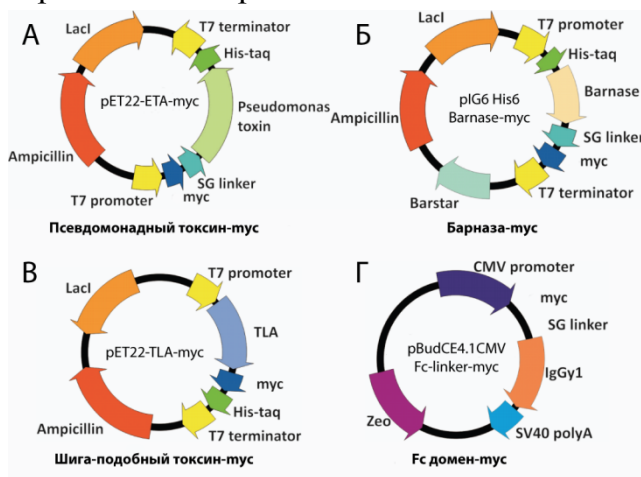 А
LacI
T7 terminator
His-taq
pET22-ETA-myc
Pseudomonas
toxin
Ampicillin
SG linker
myc
T7 promoter
Псевдомонадный токсин-myc
Б
LacI
T7 promoter
His-taq
pIG6 His6
Barnase-myc
Barnase
SG linker
myc
Ampicillin
T7 terminator
Barstar
Барназа-myc
В
LacI
T7 promoter
pET22-TLA-myc
TLA
myc
His-taq
Ampicillin
T7 terminator
Шига-подобный токсин-myc
Г
CMV promoter
myc
SG linker
pBudCE4.1CMV
Fc-linker-myc
IgGγ1
Zeo
SV40 polyA
Fc домен-myc